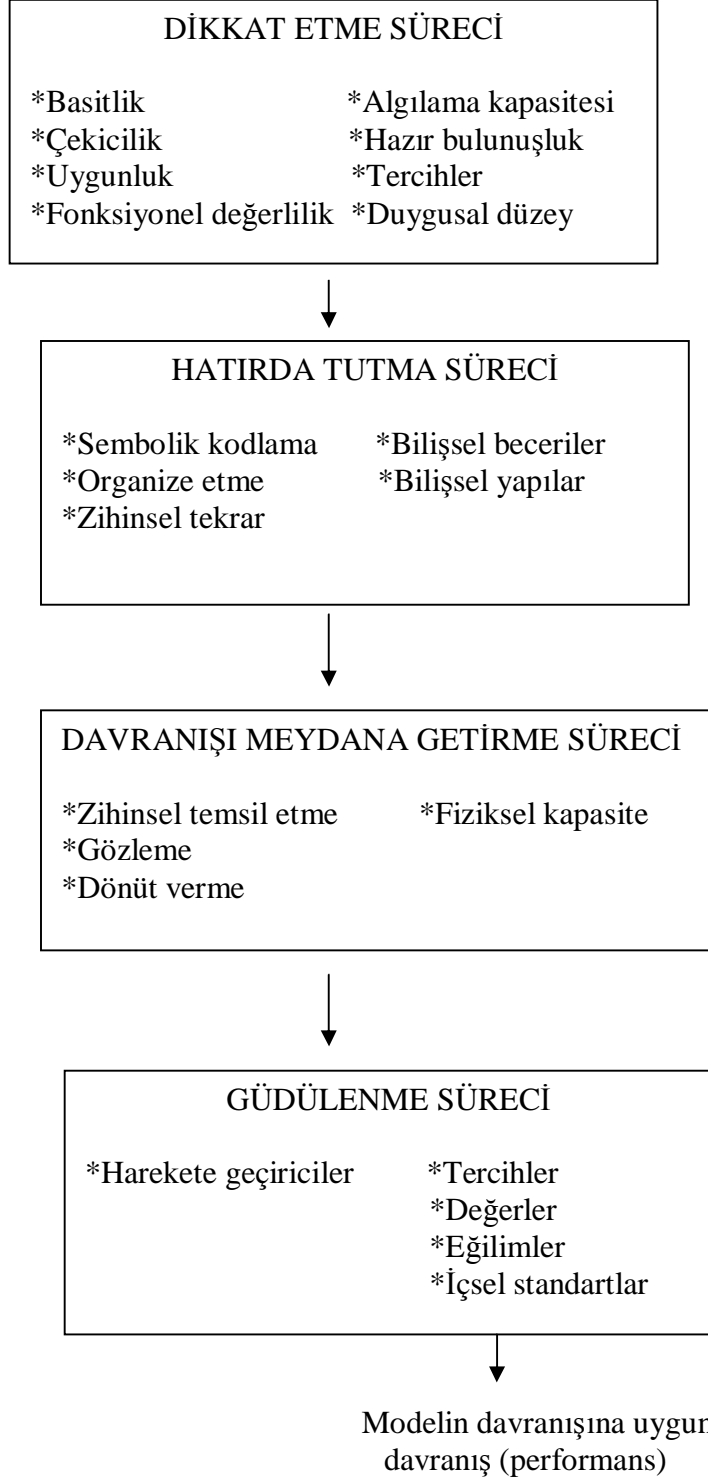 DİKKAT ETME SÜRECİ
*Basitlik *Algılama kapasitesi
*Çekicilik *Hazır bulunuşluk
*Uygunluk *Tercihler
*Fonksiyonel değerlilik *Duygusal düzey
HATIRDA TUTMA SÜRECİ
*Sembolik kodlama *Bilişsel beceriler
*Organize etme *Bilişsel yapılar
*Zihinsel tekrar
DAVRANIŞI MEYDANA GETİRME SÜRECİ
*Zihinsel temsil etme *Fiziksel kapasite
*Gözleme
*Dönüt verme
GÜDÜLENME SÜRECİ
*Harekete geçiriciler *Tercihler
*Değerler
*Eğilimler
*İçsel standartlar
Modelin davranışına uygun
davranış (performans)